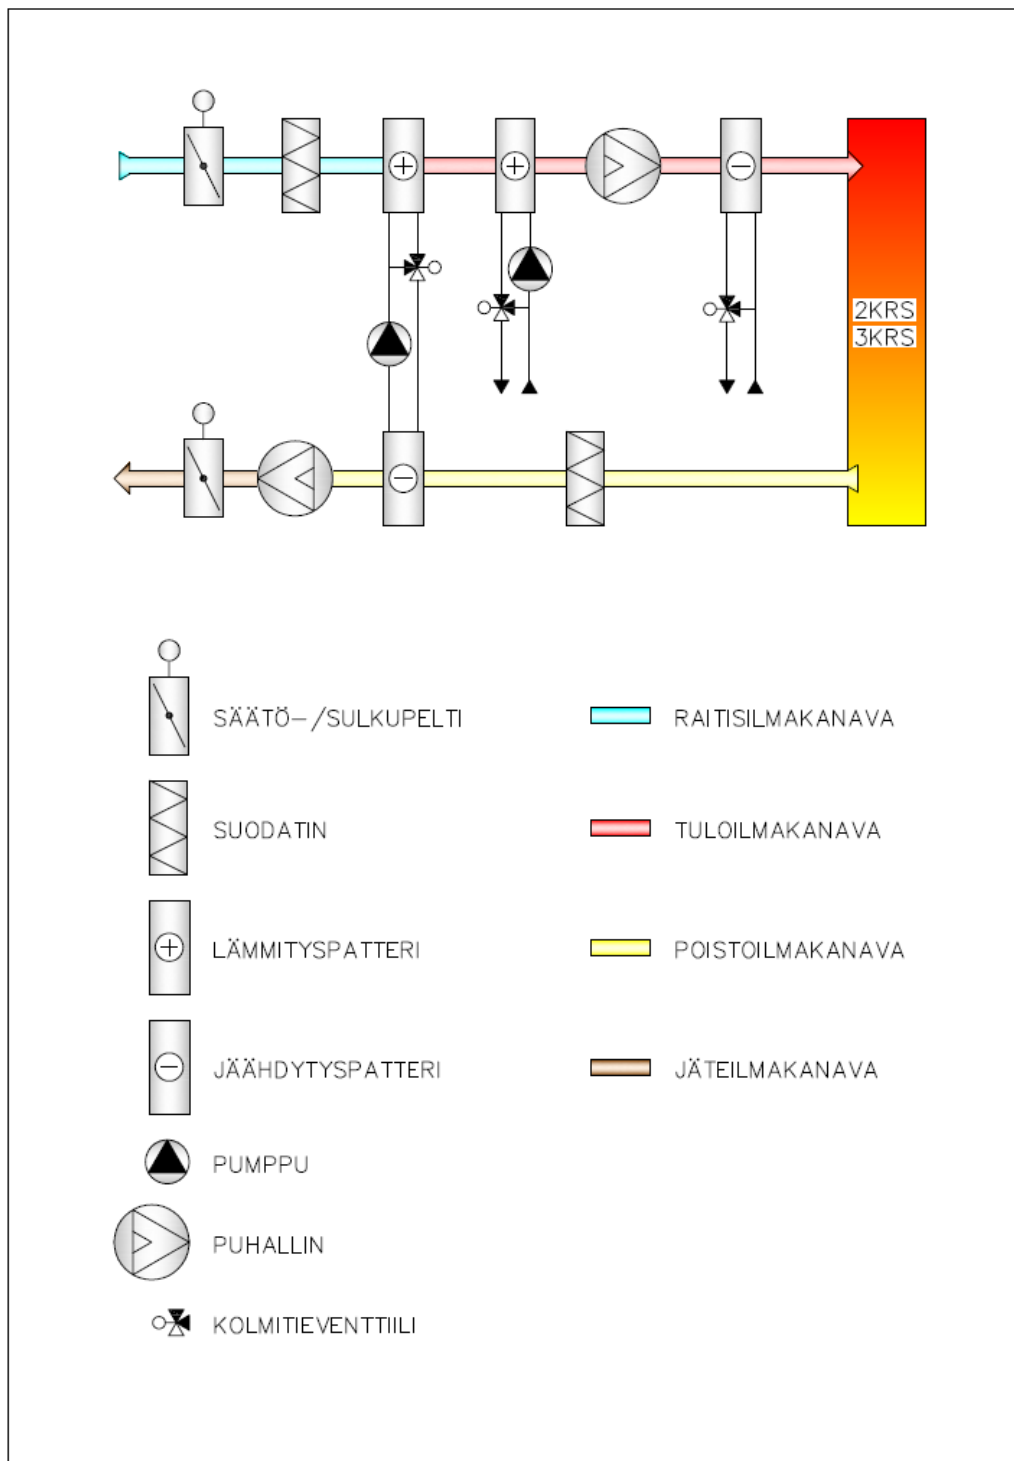 2KRS
3KRS
SÄÄTÖ-/SULKUPELTI
RAITISILMAKANAVA
SUODATIN
TULOILMAKANAVA
LÄMMITYSPATTERI
POISTOILMAKANAVA
JÄÄHDYTYSPATTERI
JÄTEILMAKANAVA
PUMPPU
PUHALLIN
KOLMITIEVENTTIILI